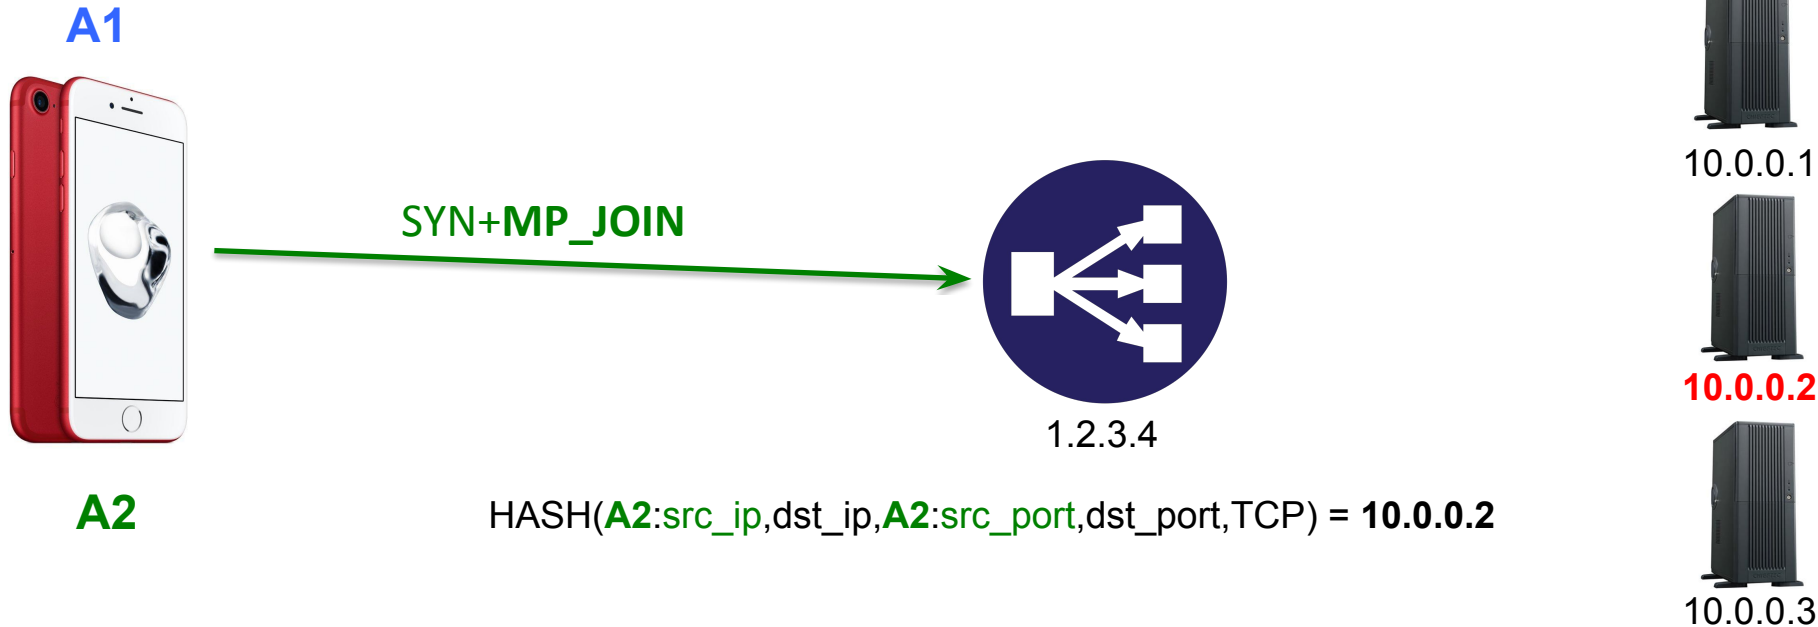 A1
10.0.0.1
SYN+MP_JOIN
10.0.0.2
1.2.3.4
A2
HASH(A2:src_ip,dst_ip,A2:src_port,dst_port,TCP) = 10.0.0.2
10.0.0.3